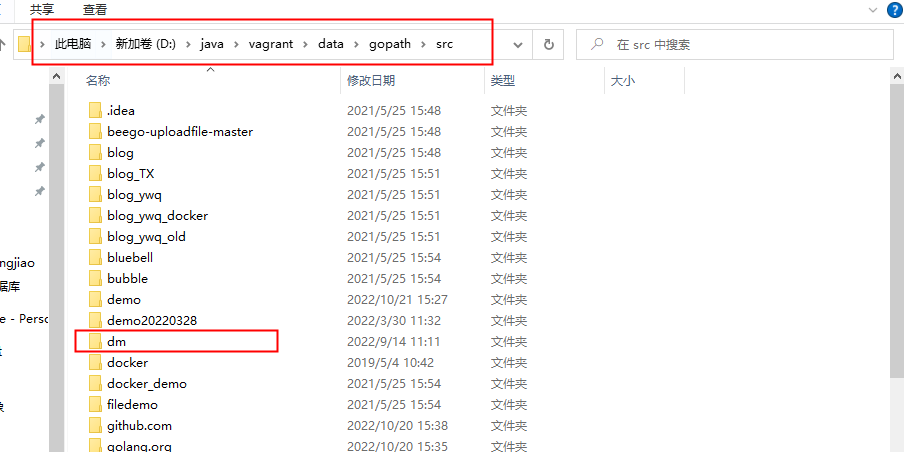 共享 查看
此电脑 › 新加卷 (D:) › java › vagrant › data › gopath › src
在 src 中搜索
名称 修改日期 类型 大小
.idea 2021/5/25 15:48 文件夹
beego-uploadfile-master 2021/5/25 15:48 文件夹
blog 2021/5/25 15:48 文件夹
blog_TX 2021/5/25 15:51 文件夹
blog_ywq 2021/5/25 15:51 文件夹
blog_ywq_docker 2021/5/25 15:51 文件夹
blog_ywq_old 2021/5/25 15:51 文件夹
bluebell 2021/5/25 15:54 文件夹
ngjiao
bubble 2021/5/25 15:54 文件夹
据库
demo 2022/10/21 15:27 文件夹
e - Perso
demo20220328 2022/3/30 11:32 文件夹
dm 2022/9/14 11:11 文件夹
docker 2019/5/4 10:42 文件夹
docker_demo 2021/5/25 15:54 文件夹
filedemo 2021/5/25 15:54 文件夹
象
github.com 2022/10/20 15:38 文件夹
golang.org 2022/10/20 15:35 文件夹